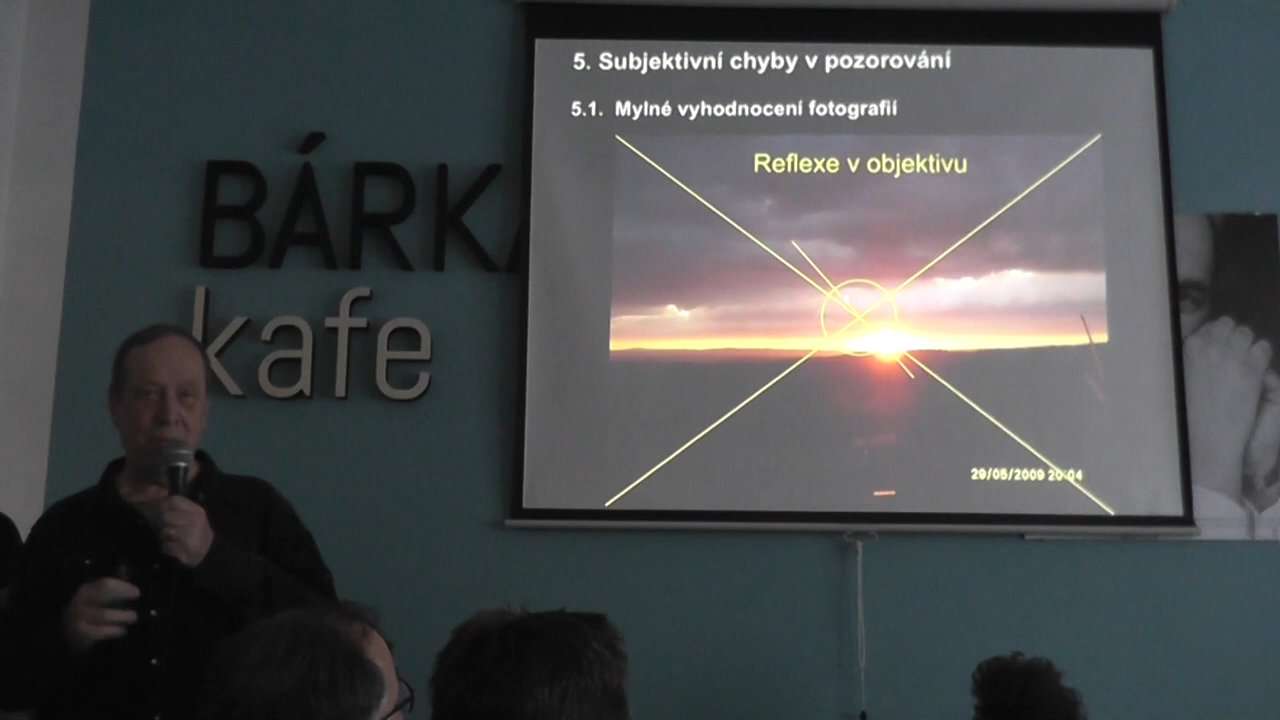 BÁRKA
kafe
5. Subjektivní chyby v pozorování
5.1. Mylné vyhodnocení fotografií
Reflexe v objektivu
29/05/2009 20:04